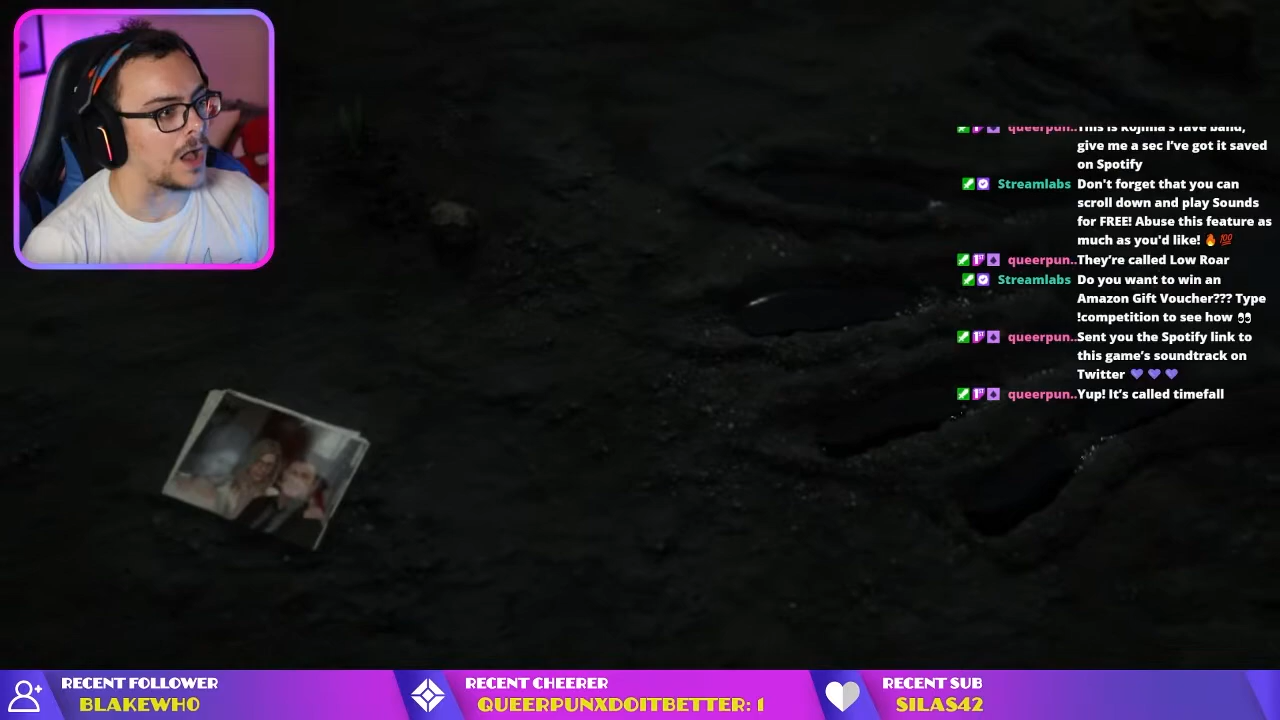 queerpun..This is Kojima's fave band,
give me a sec I've got it saved
on Spotify
Streamlabs Don't forget that you can
scroll down and play Sounds
for FREE! Abuse this feature as
much as you'd like! 🔥 💯
queerpun..They're called Low Roar
Streamlabs Do you want to win an
Amazon Gift Voucher??? Type
!competition to see how 👀
queerpun..Sent you the Spotify link to
this game's soundtrack on
Twitter 💜 💜 💜
queerpun..Yup! It's called timefall
RECENT FOLLOWER
BLAKEWHO
RECENT CHEERER
QUEERPUNXDOITBETTER: 1
RECENT SUB
SILAS42